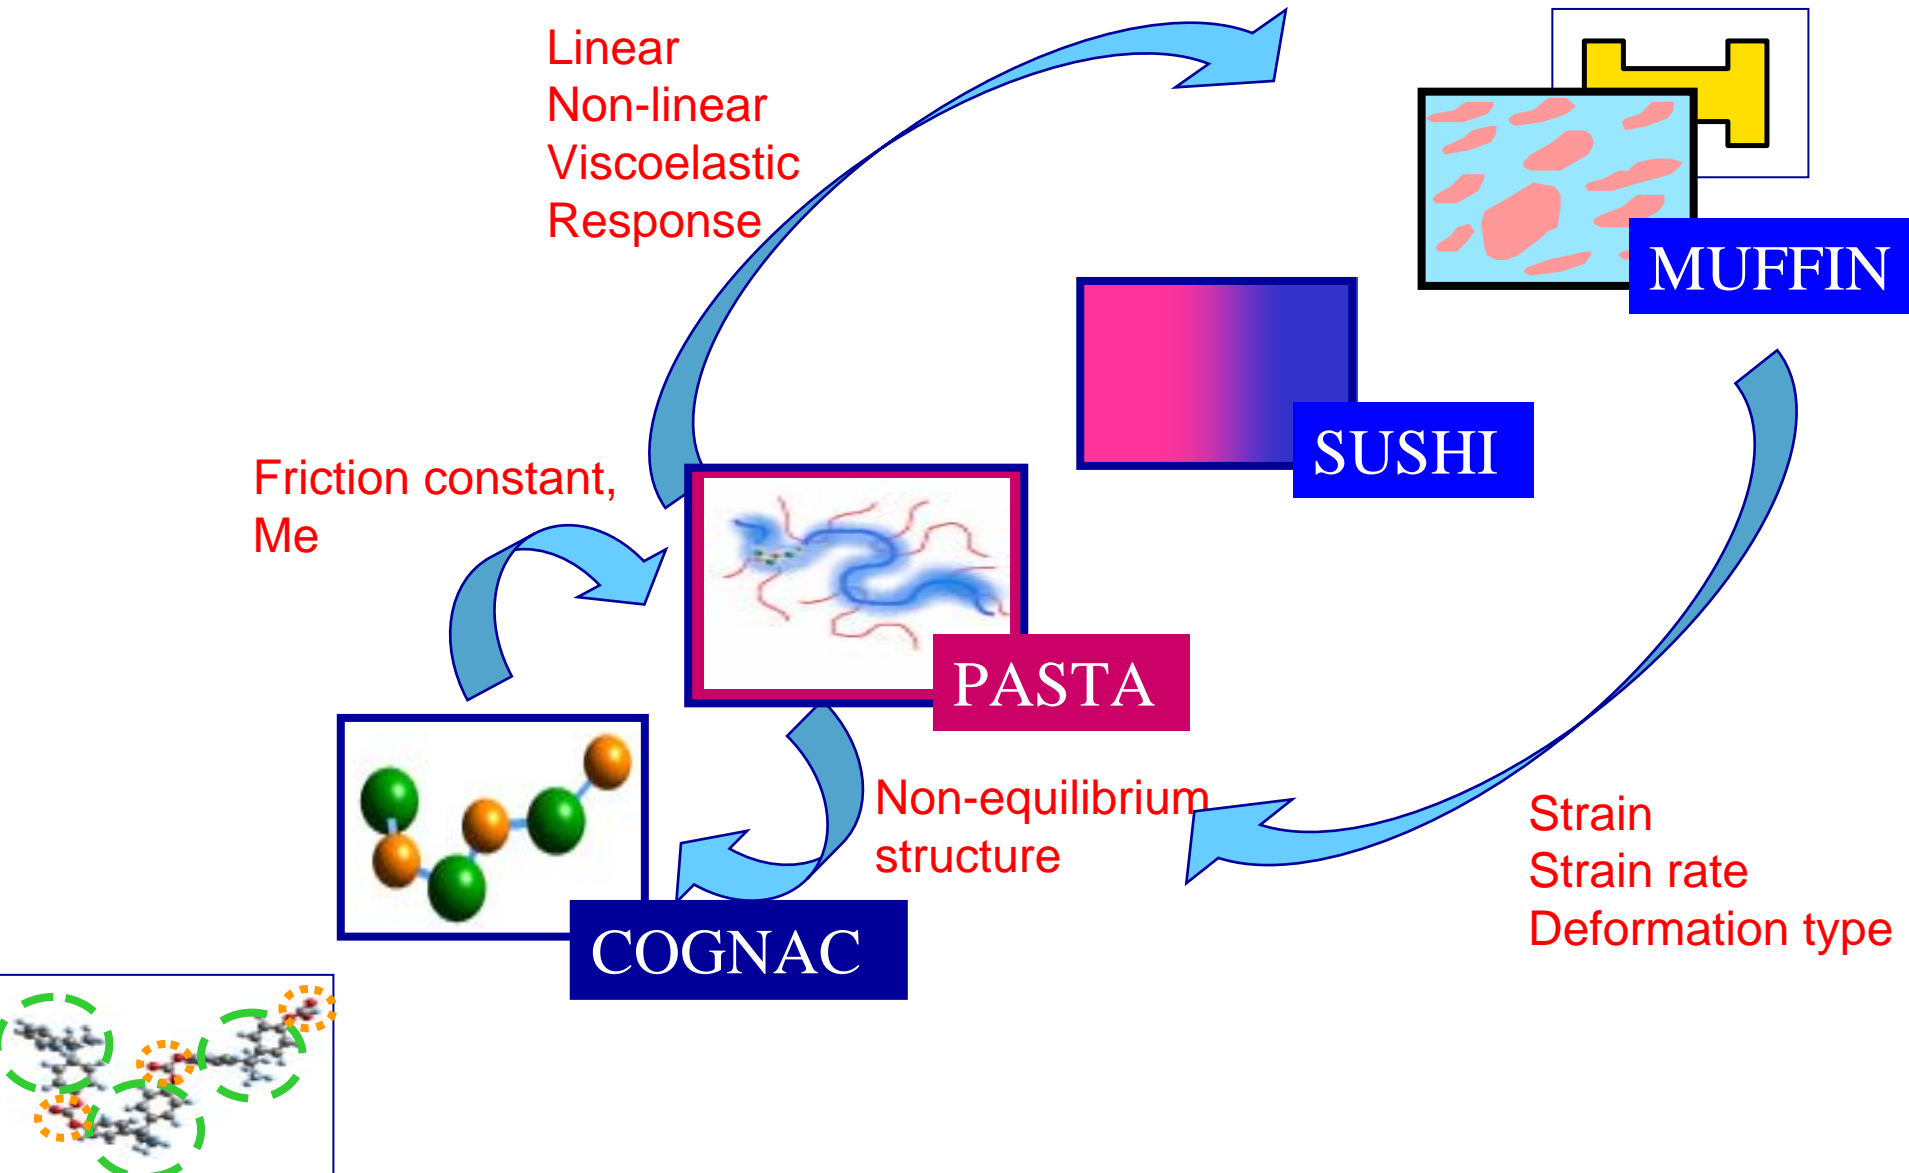 Linear
Non-linear
Viscoelastic
Response
MUFFIN
SUSHI
Friction constant,
Me
PASTA
Non-equilibrium
structure
Strain
Strain rate
Deformation type
COGNAC